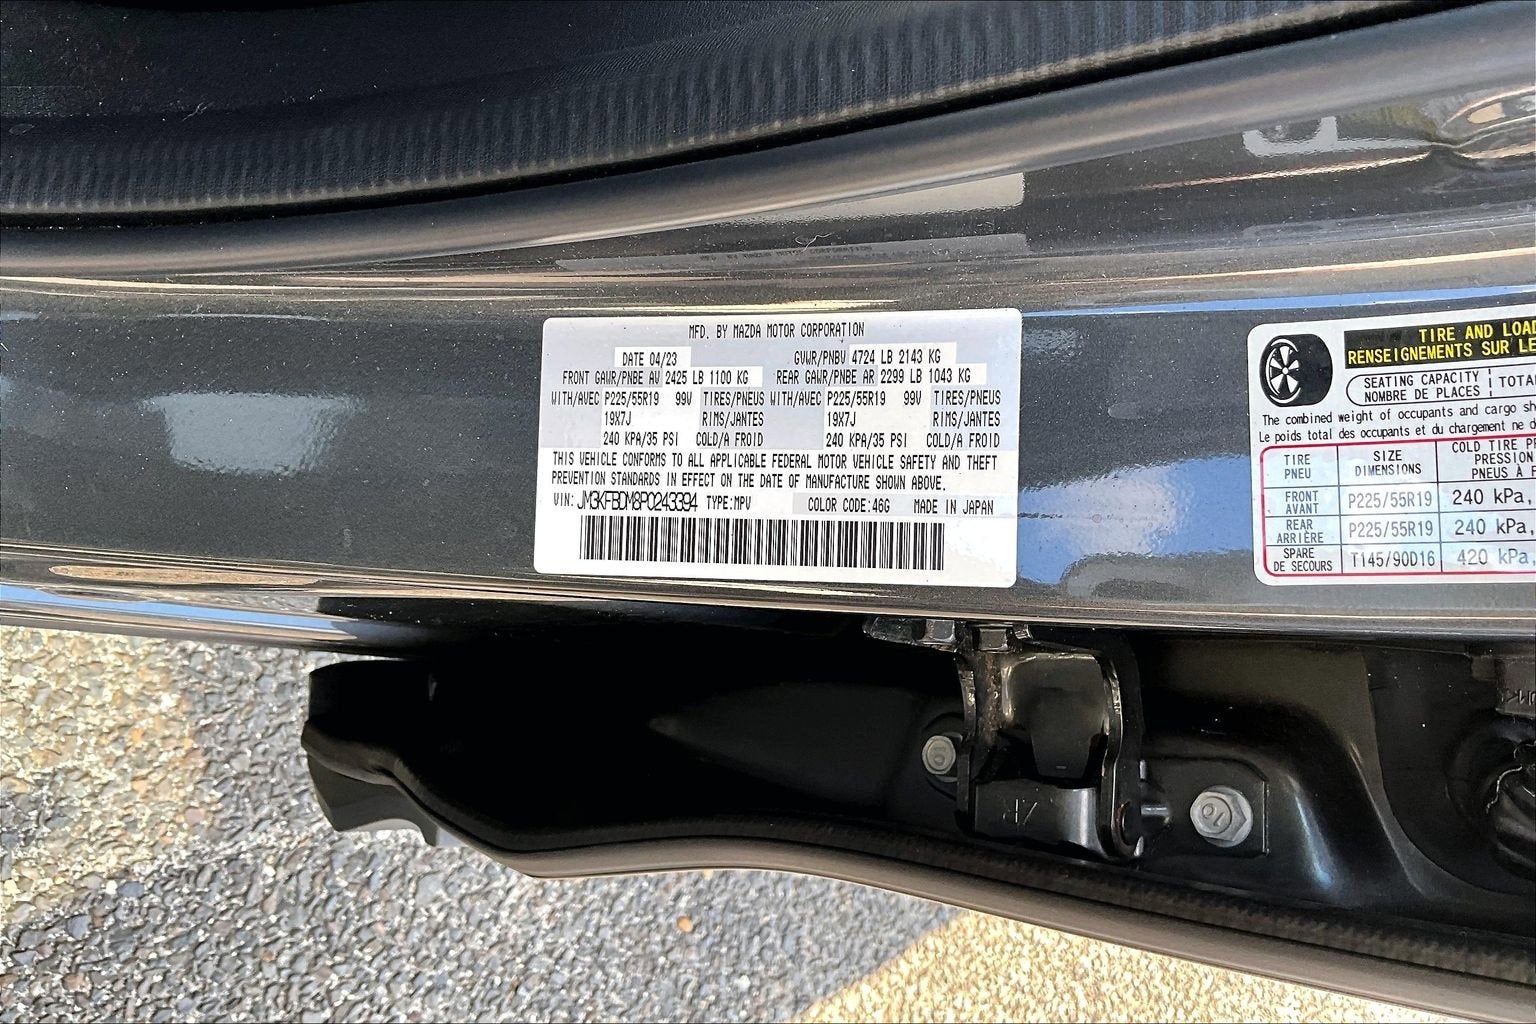 MFD. BY MAZDA MOTOR CORPORATION
DATE 04/23 GVWR/PNBV 4724 LB 2143 KG
FRONT GAWR/PNBE AV 2425 LB 1100 KG REAR GAWR/PNBE AR 2299 LB 1043 KG
WITH/AVEC P225/55R19 99V TIRES/PNEUS WITH/AVEC P225/55R19 99V TIRES/PNEUS
19X7J RIMS/JANTES 19X7J RIMS/JANTES
240 KPA/35 PSI COLD/A FROID 240 KPA/35 PSI COLD/A FROID
THIS VEHICLE CONFORMS TO ALL APPLICABLE FEDERAL MOTOR VEHICLE SAFETY AND THEFT
PREVENTION STANDARDS IN EFFECT ON THE DATE OF MANUFACTURE SHOWN ABOVE.
VIN: JM3KFBDM8P0243394 TYPE:MPV COLOR CODE:46G MADE IN JAPAN
TIRE AND LOAD
RENSEIGNEMENTS SUR LE
SEATING CAPACITY TOTA
NOMBRE DE PLACES
The combined weight of occupants and cargo sh
Le poids total des occupants et du chargement ne d
TIRE PNEU SIZE DIMENSIONS COLD TIRE PR
PRESSION
PNEUS À F
FRONT AVANT P225/55R19 240 kPa,
REAR ARRIÈRE P225/55R19 240 kPa,
SPARE DE SECOURS T145/90D16 420 kPa,
7R
10